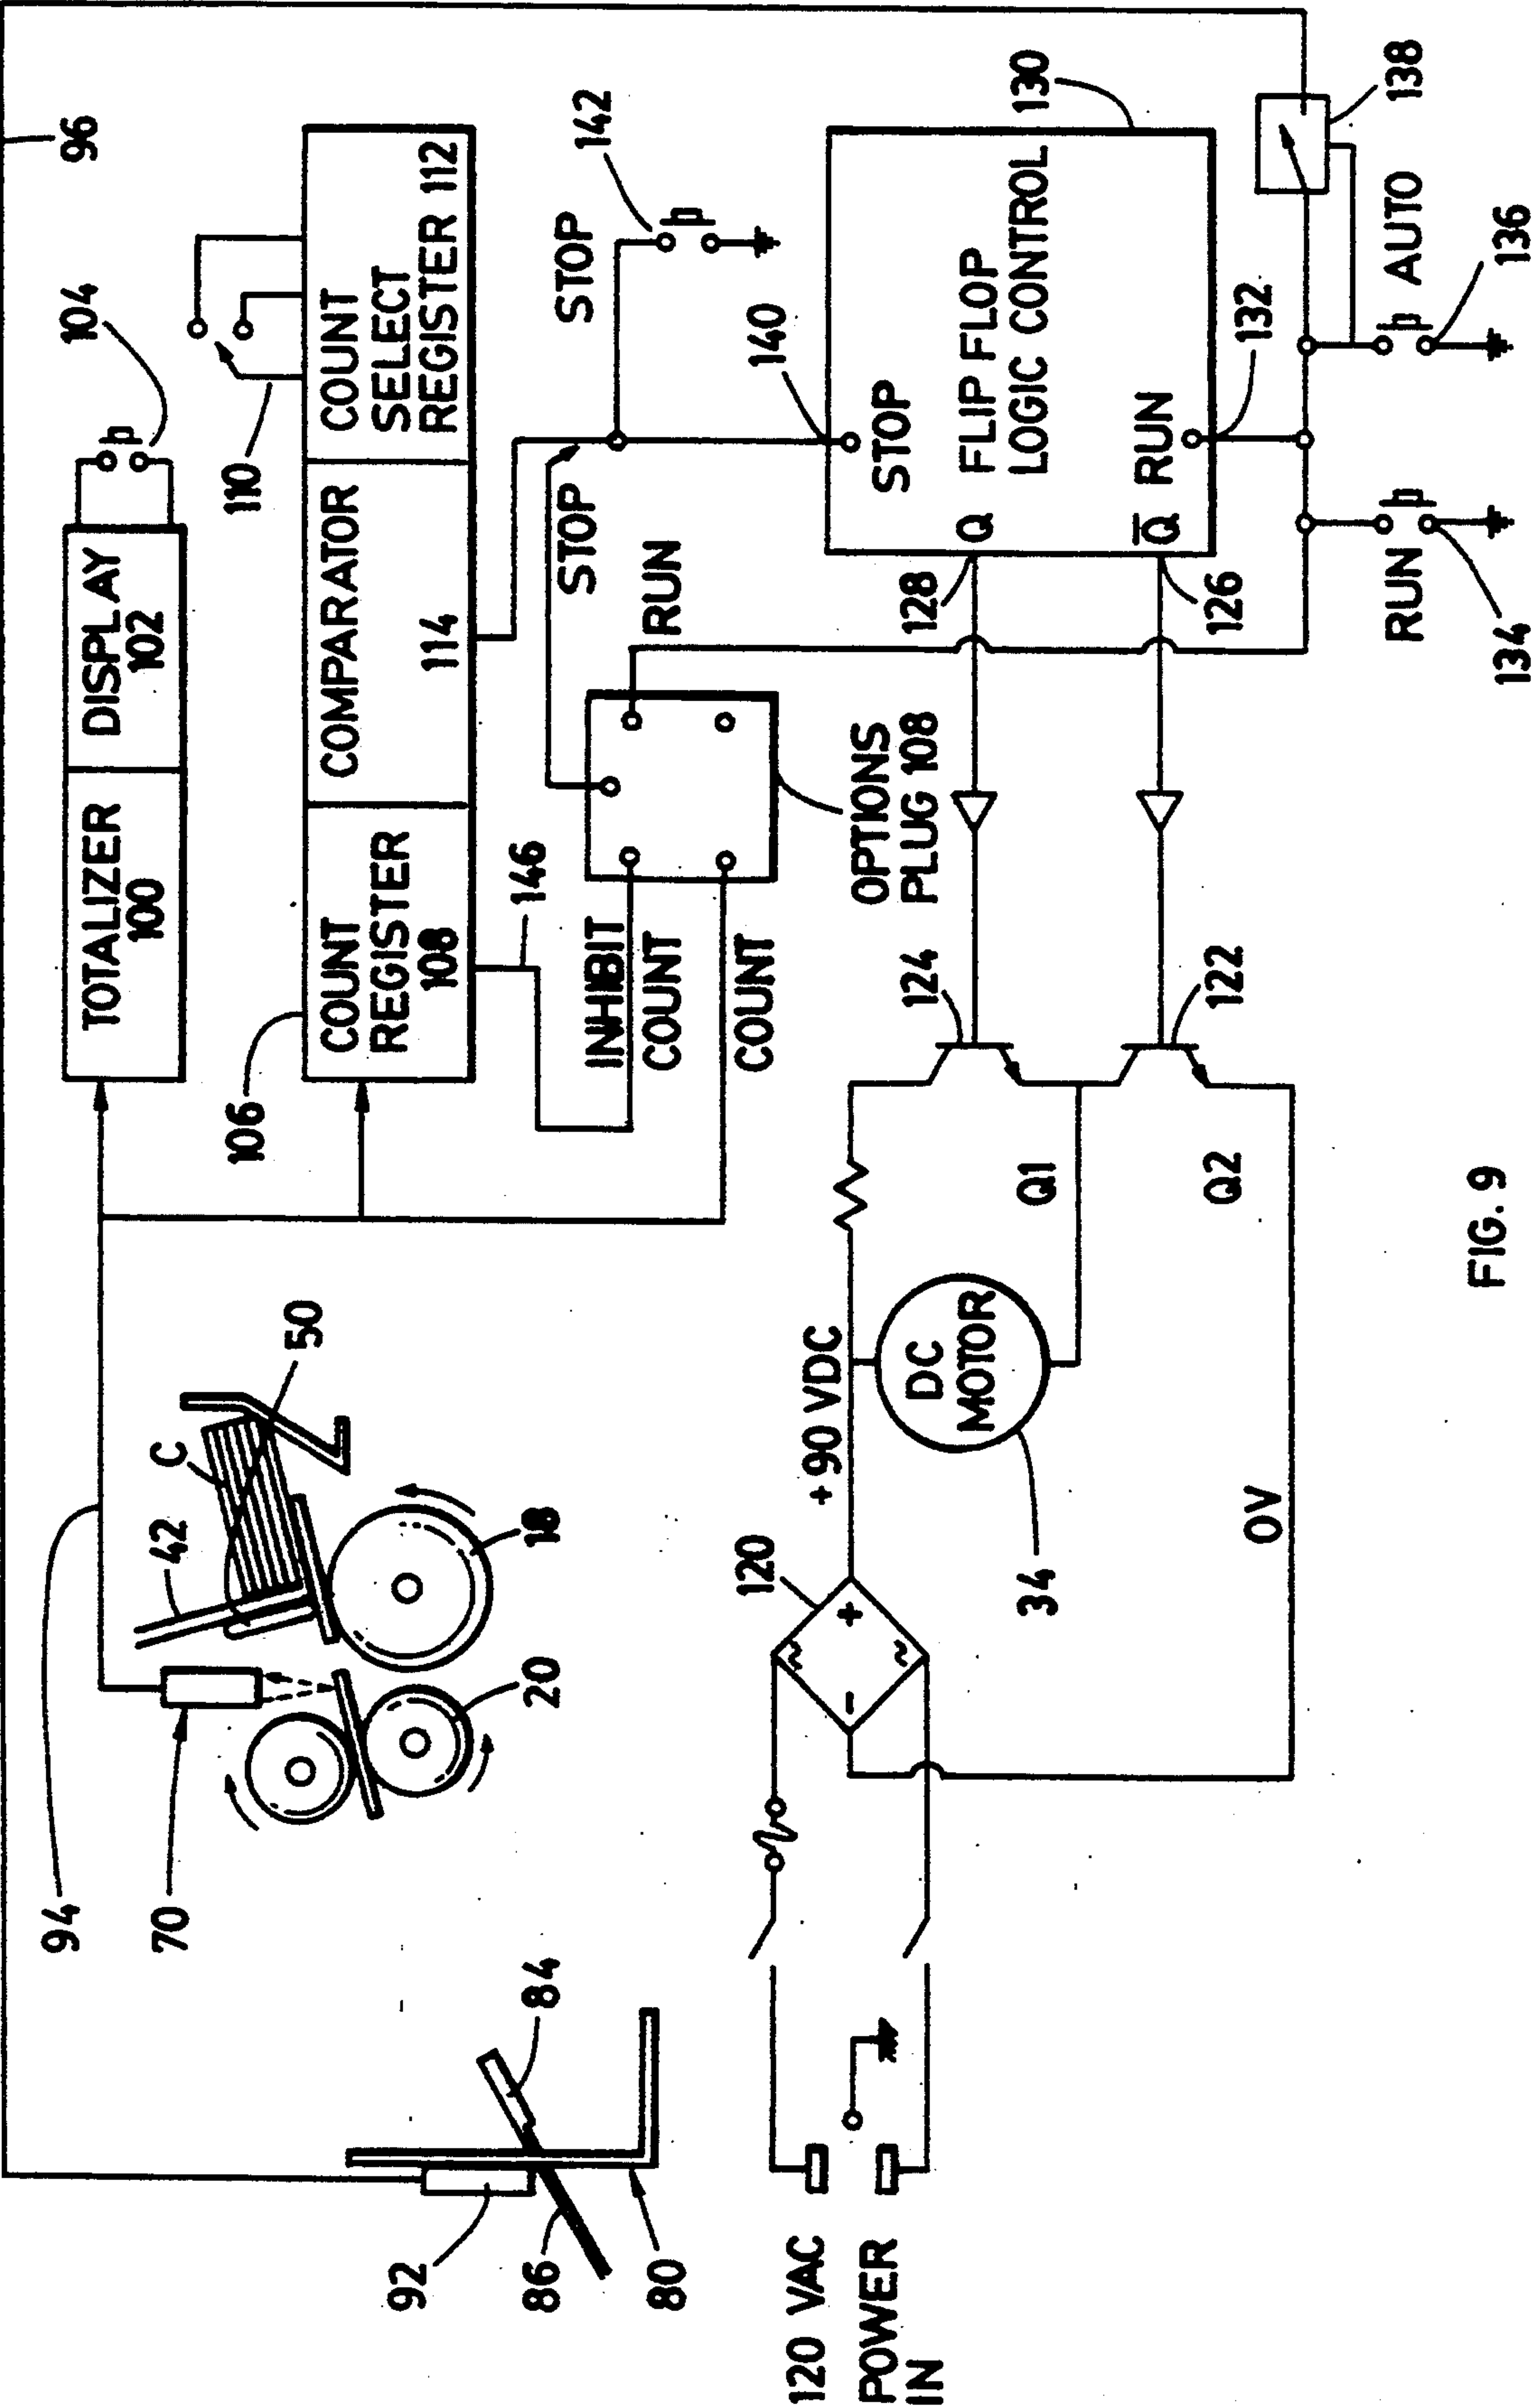 96
94
70
42
C
50
18
20
92
86
84
80
TOTALIZER
100
DISPLAY
102
104
106
COUNT
REGISTER
108
COMPARATOR
114
COUNT
SELECT
REGISTER 112
110
146
INHIBIT
COUNT
COUNT
STOP
RUN
STOP
142
OPTIONS
PLUG 108
140
STOP
FLIP FLOP
LOGIC CONTROL
RUN
Q
Q̅
130
128
126
132
RUN
134
AUTO
136
138
124
122
Q1
Q2
120 VAC
POWER
IN
120
~
+
-
~
+90 VDC
DC
MOTOR
34
0V
FIG. 9